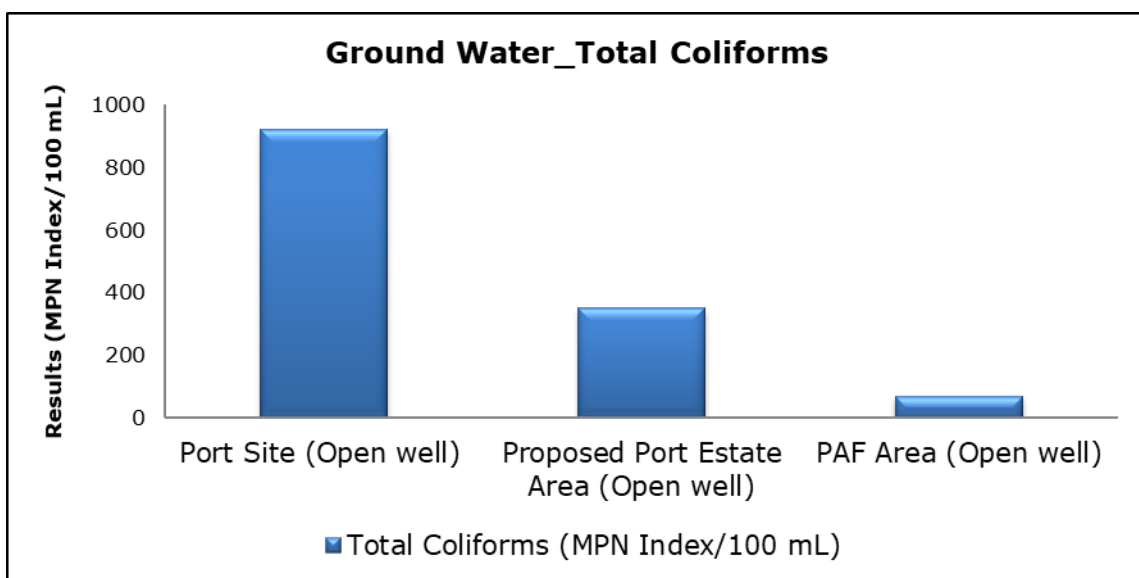 Ground Water_Total Coliforms
Results (MPN Index/100 mL)
1000
800
600
400
200
0
Port Site (Open well)
Proposed Port Estate
Area (Open well)
PAF Area (Open well)
Total Coliforms (MPN Index/100 mL)